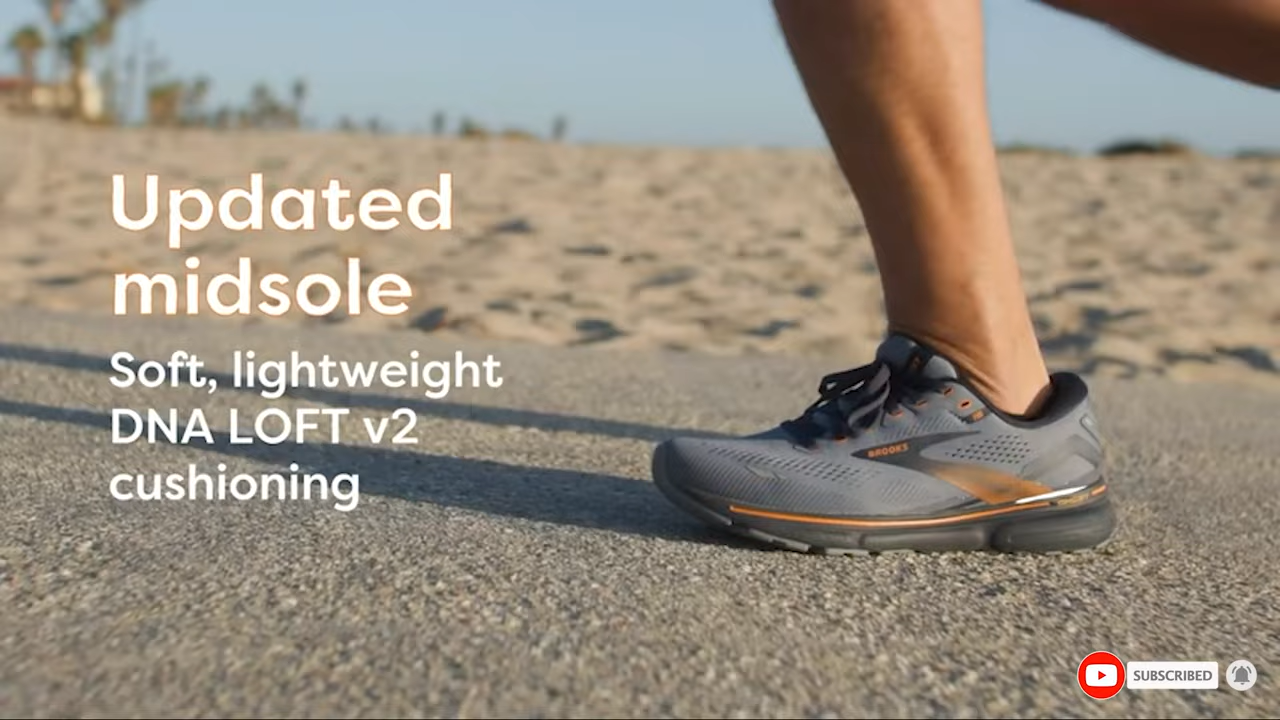 Updated
midsole
Soft, lightweight
DNA LOFT v2
cushioning
BROOKS
SUBSCRIBED